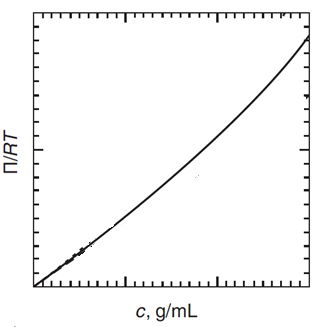 Π/RT
c, g/mL